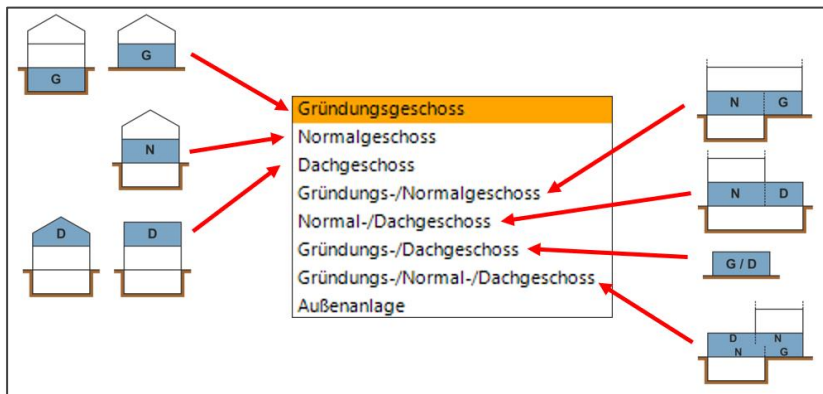 G
G
N
D
D
Gründungsgeschoss
Normalgeschoss
Dachgeschoss
Gründungs-/Normalgeschoss
Normal-/Dachgeschoss
Gründungs-/Dachgeschoss
Gründungs-/Normal-/Dachgeschoss
Außenanlage
N G
N D
G / D
D N
N G